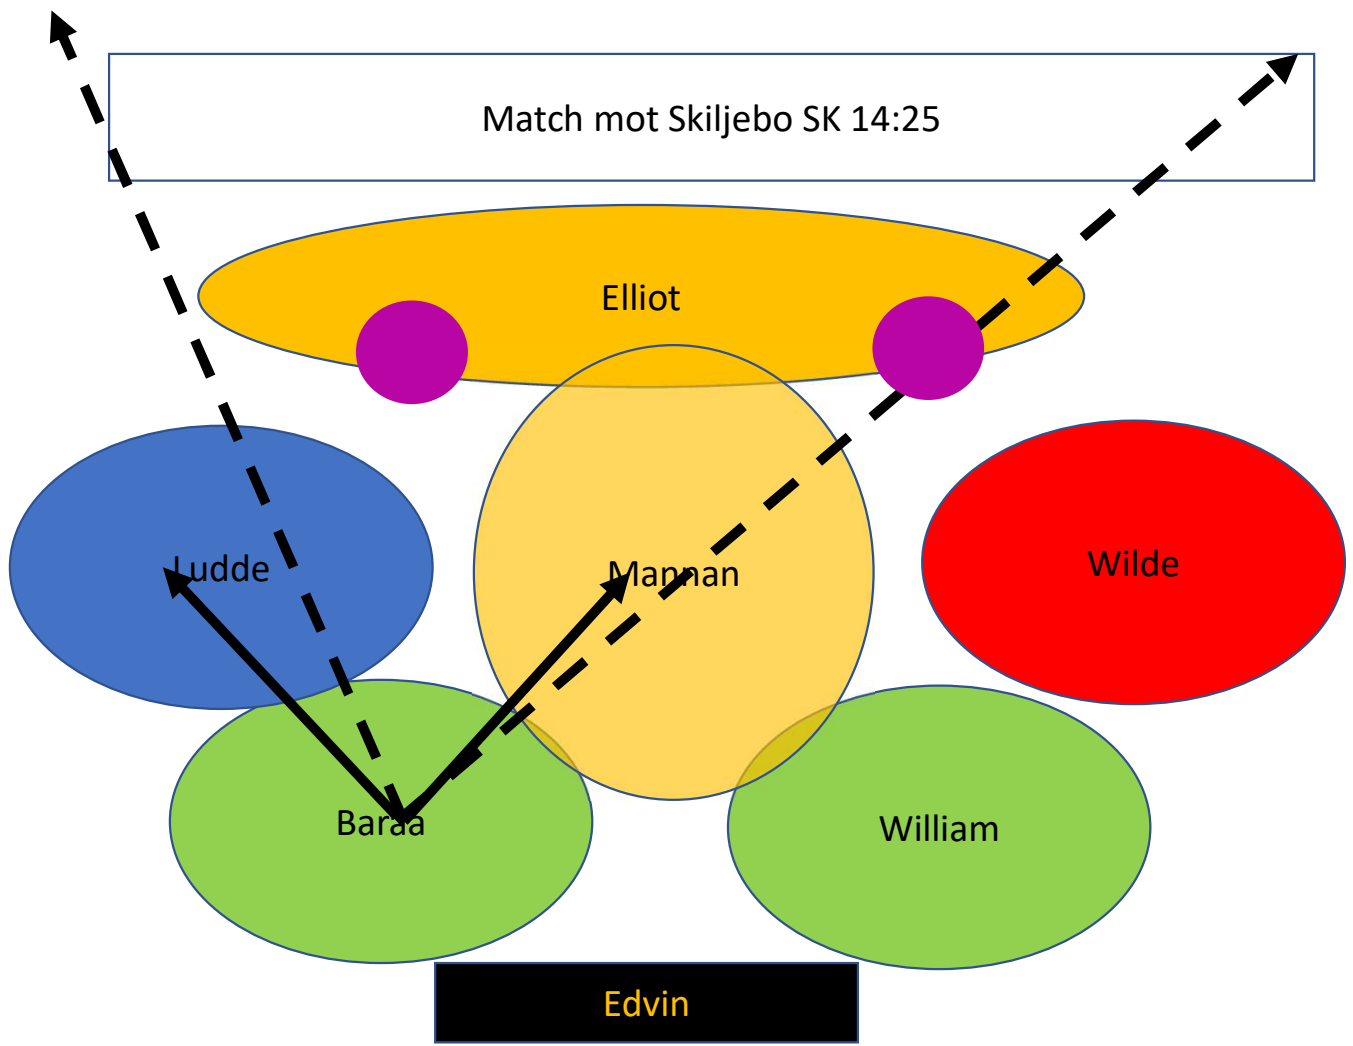 Match mot Skiljebo SK 14:25
Elliot
Ludde
Mannan
Wilde
Baraa
William
Edvin